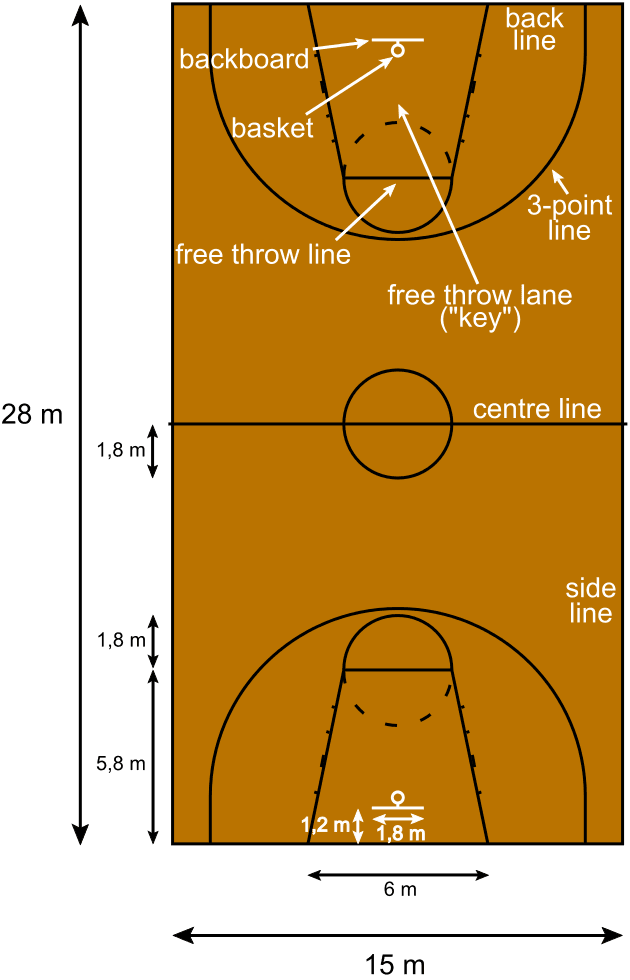 back
line
backboard
basket
3-point
line
free throw line
free throw lane
("key")
28 m
centre line
1,8 m
side
line
1,8 m
5,8 m
1,2 m
1,8 m
6 m
15 m